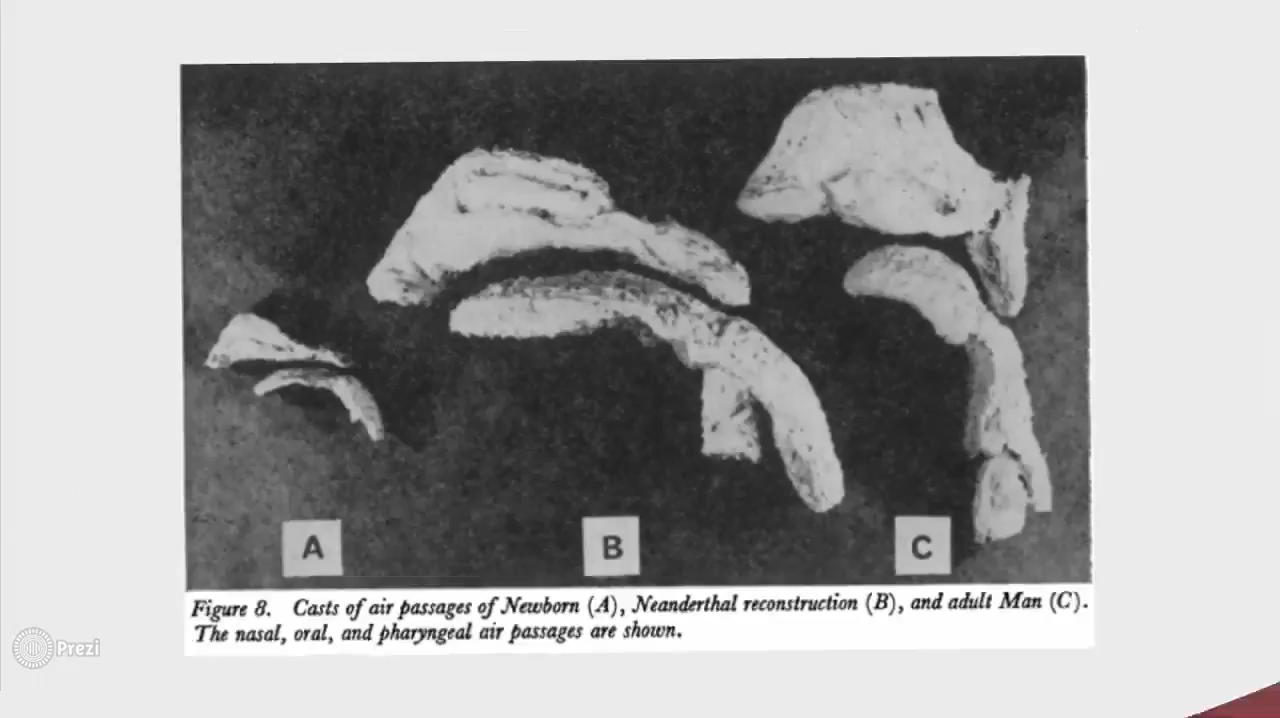 A
B
C
Figure 8. Casts of air passages of Newborn (A), Neanderthal reconstruction (B), and adult Man (C).
The nasal, oral, and pharyngeal air passages are shown.
Prezi